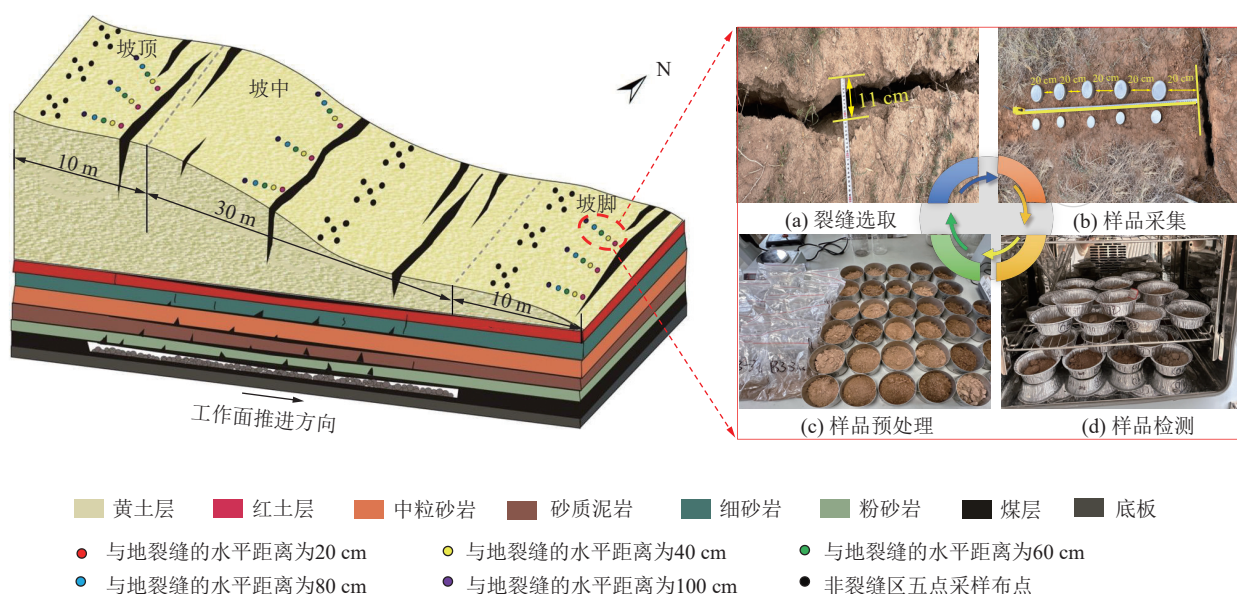 坡顶
坡中
N
10 m
30 m
坡脚
10 m
工作面推进方向
11 cm
20 cm 20 cm 20 cm 20 cm 20 cm
(a) 裂缝选取
(b) 样品采集
(c) 样品预处理
(d) 样品检测
黄土层 红土层 中粒砂岩 砂质泥岩 细砂岩 粉砂岩 煤层 底板
与地裂缝的水平距离为20 cm 与地裂缝的水平距离为40 cm 与地裂缝的水平距离为60 cm
与地裂缝的水平距离为80 cm 与地裂缝的水平距离为100 cm 非裂缝区五点采样布点